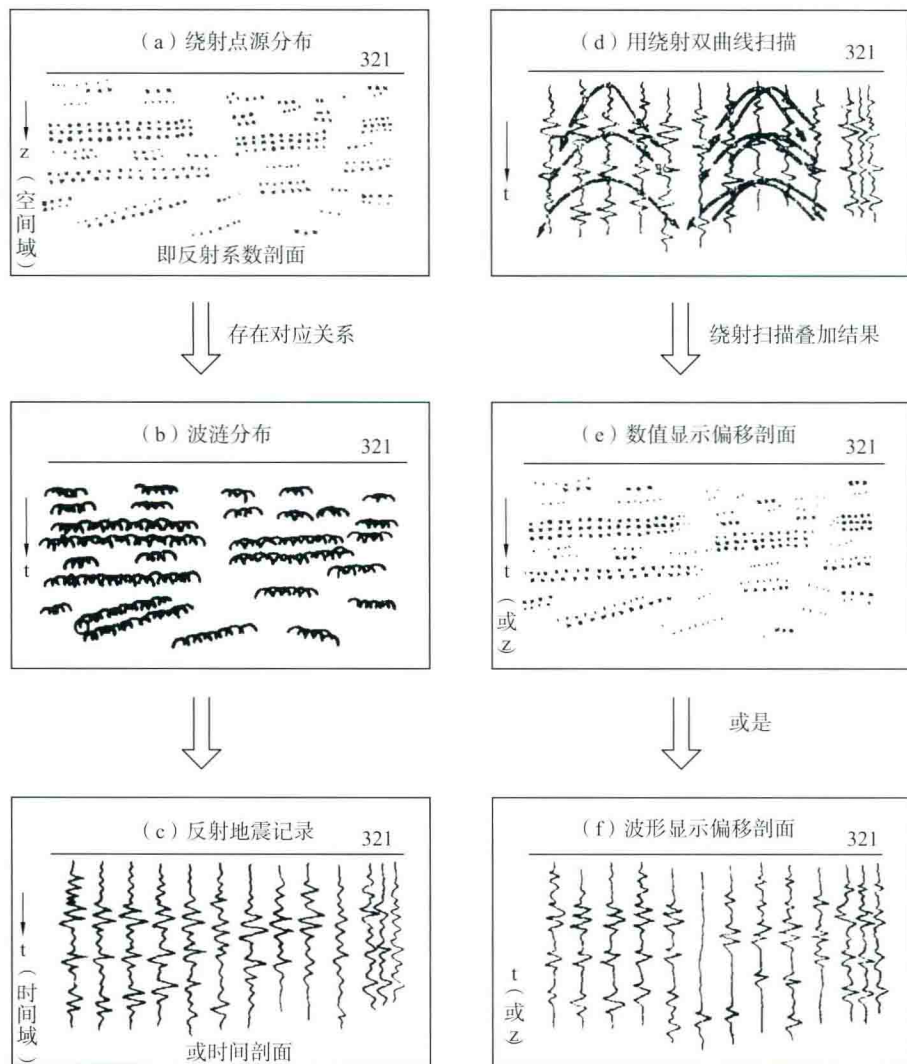 （a）绕射点源分布
321
z（空间域）
即反射系数剖面
存在对应关系
（b）波涟分布
321
t
（c）反射地震记录
321
t（时间域）
或时间剖面
（d）用绕射双曲线扫描
321
t
绕射扫描叠加结果
（e）数值显示偏移剖面
321
t（或z）
或是
（f）波形显示偏移剖面
321
t（或z）